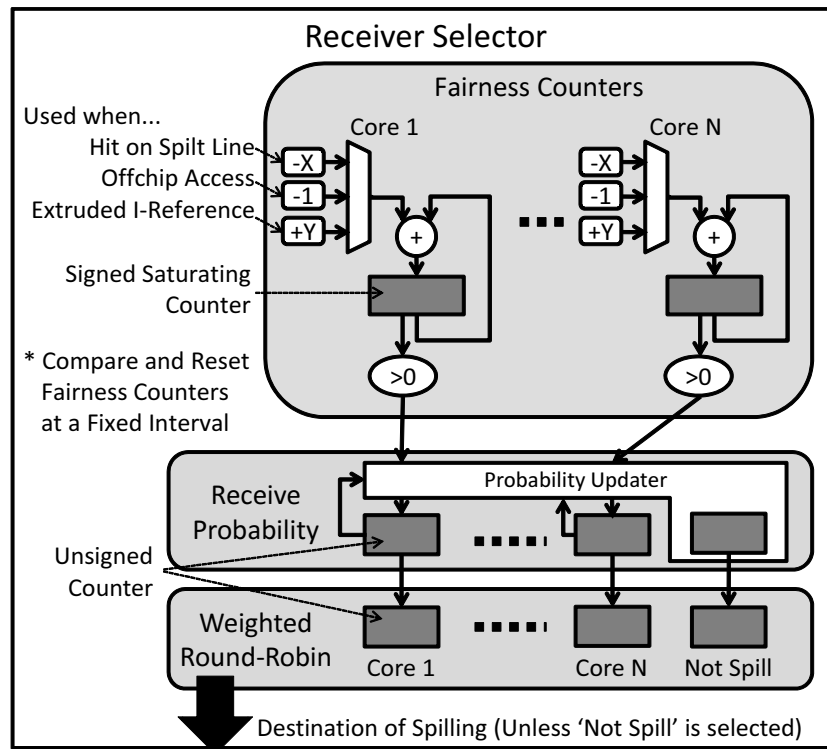 Receiver Selector
Fairness Counters
Used when...
Core 1
Core N
Hit on Spilt Line
-X
-X
Offchip Access
-1
-1
Extruded I-Reference
+Y
+Y
+
+
Signed Saturating
Counter
>0
>0
* Compare and Reset
Fairness Counters
at a Fixed Interval
Probability Updater
Receive
Probability
Unsigned
Counter
Weighted
Round-Robin
Core 1
Core N
Not Spill
Destination of Spilling (Unless ‘Not Spill’ is selected)